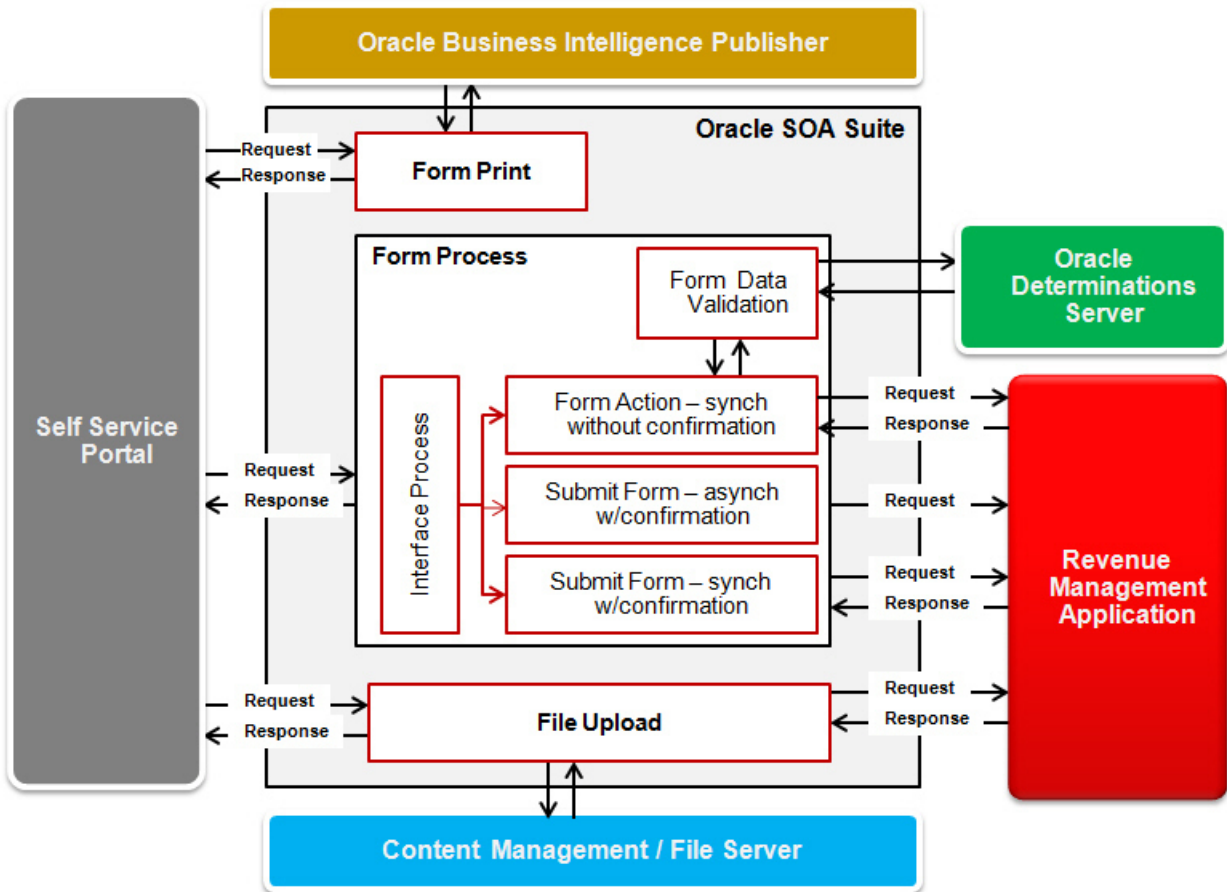 Oracle Business Intelligence Publisher
Oracle SOA Suite
Request
Response
Form Print
Form Process
Form Data
Validation
Oracle
Determinations
Server
Self Service
Portal
Request
Response
Interface Process
Form Action – synch
without confirmation
Request
Response
Submit Form – asynch
w/confirmation
Request
Submit Form – synch
w/confirmation
Request
Response
Revenue
Management
Application
Request
Response
File Upload
Request
Response
Content Management / File Server